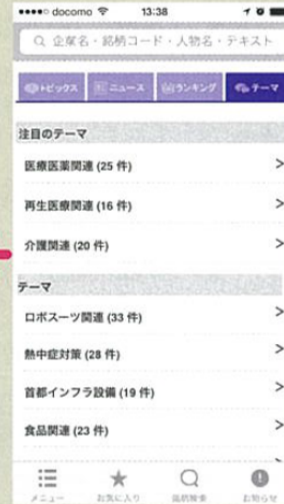 docomo 13:38
企業名・銘柄コード・人物名・テキスト
トピックス ニュース ランキング テーマ
注目のテーマ
医療医薬関連 (25 件)
再生医療関連 (16 件)
介護関連 (20 件)
テーマ
ロボスーツ関連 (33 件)
熱中症対策 (28 件)
首都インフラ設備 (19 件)
食品関連 (23 件)
メニュー お気に入り 銘柄検索 お知らせ